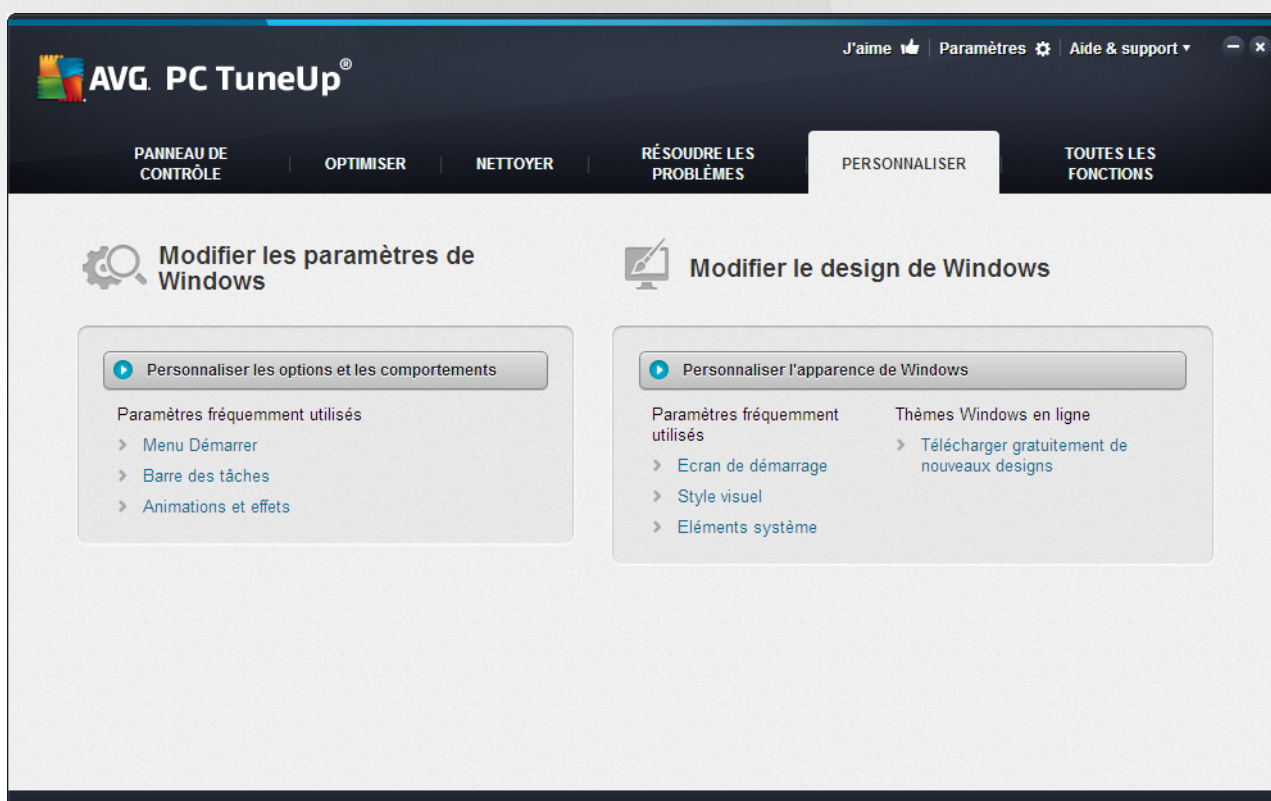 J'aime
Paramètres
Aide & support
AVG. PC TuneUp®
PANNEAU DE
CONTRÔLE
OPTIMISER
NETTOYER
RÉSOUDRE LES
PROBLÈMES
PERSONNALISER
TOUTES LES
FONCTIONS
Modifier les paramètres de
Windows
Personnaliser les options et les comportements
Paramètres fréquemment utilisés
Menu Démarrer
Barre des tâches
Animations et effets
Modifier le design de Windows
Personnaliser l'apparence de Windows
Paramètres fréquemment
utilisés
Ecran de démarrage
Style visuel
Eléments système
Thèmes Windows en ligne
Télécharger gratuitement de
nouveaux designs